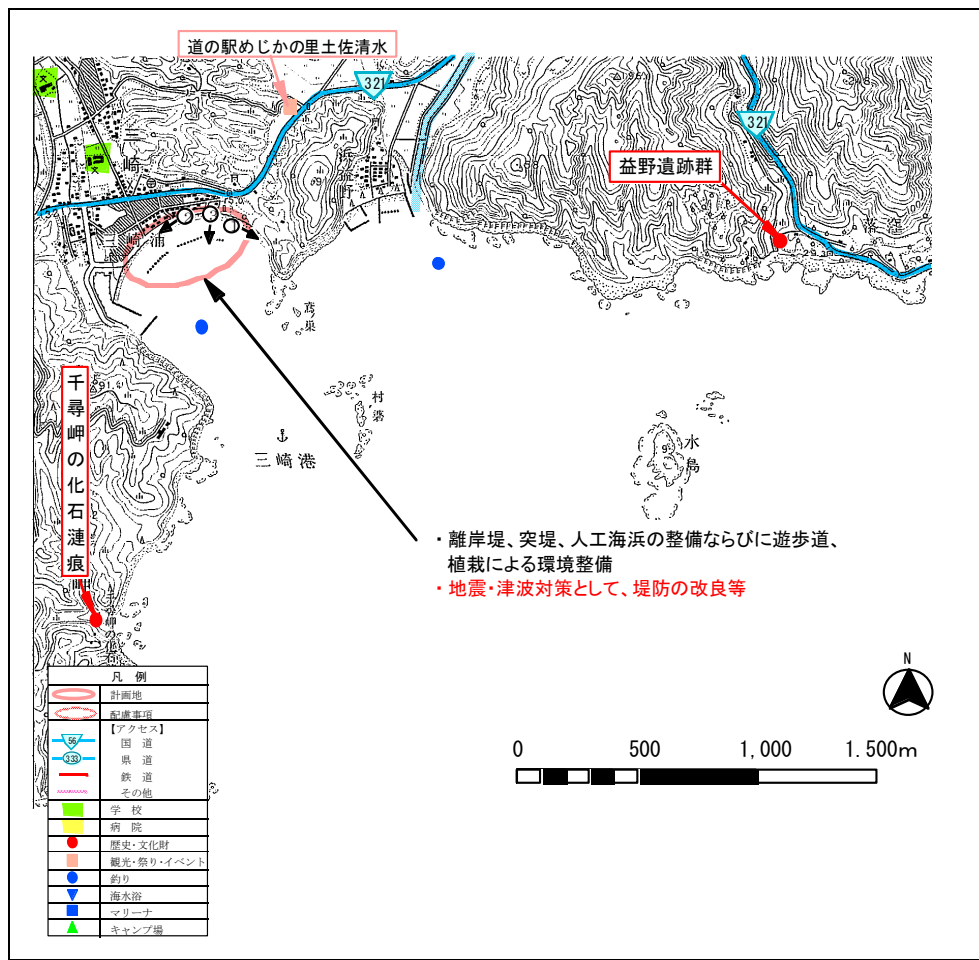 道の駅めじかの里土佐清水
321
321
益野遺跡群
三崎
三崎浦
千尋岬の化石漣痕
村碆
水島
三崎港
・離岸堤、突堤、人工海浜の整備ならびに遊歩道、
植栽による環境整備
・地震・津波対策として、堤防の改良等
N
0 500 1,000 1.500m
凡 例
計画地
配慮事項
【アクセス】
56 国 道
333 県 道
鉄 道
その他
学 校
病 院
歴史・文化財
観光・祭り・イベント
釣り
海水浴
マリーナ
キャンプ場